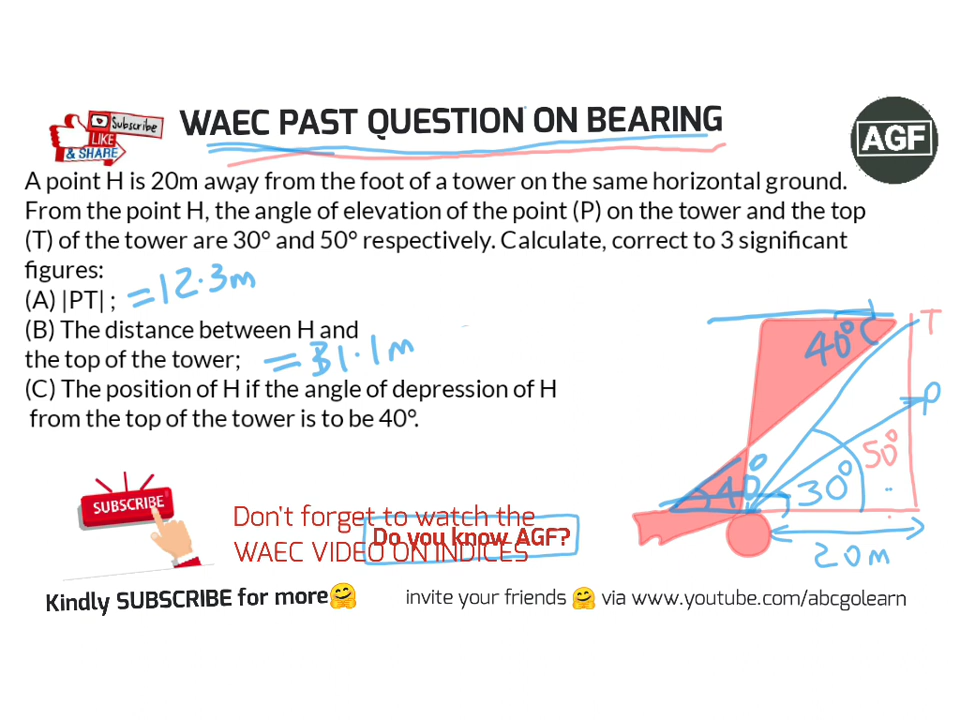 Subscribe
LIKE
& SHARE
WAEC PAST QUESTION ON BEARING
AGF
A point H is 20m away from the foot of a tower on the same horizontal ground.
From the point H, the angle of elevation of the point (P) on the tower and the top
(T) of the tower are 30° and 50° respectively. Calculate, correct to 3 significant
figures:
(A) |PT| ; = 12.3m
(B) The distance between H and
the top of the tower; = 31.1m
(C) The position of H if the angle of depression of H
from the top of the tower is to be 40°.
T
40°
P
50°
40°
30°
20m
SUBSCRIBE
Don't forget to watch the
WAEC VIDEO ON INDICES
Do you know AGF?
Kindly SUBSCRIBE for more🤗
invite your friends 🤗 via www.youtube.com/abcgolearn